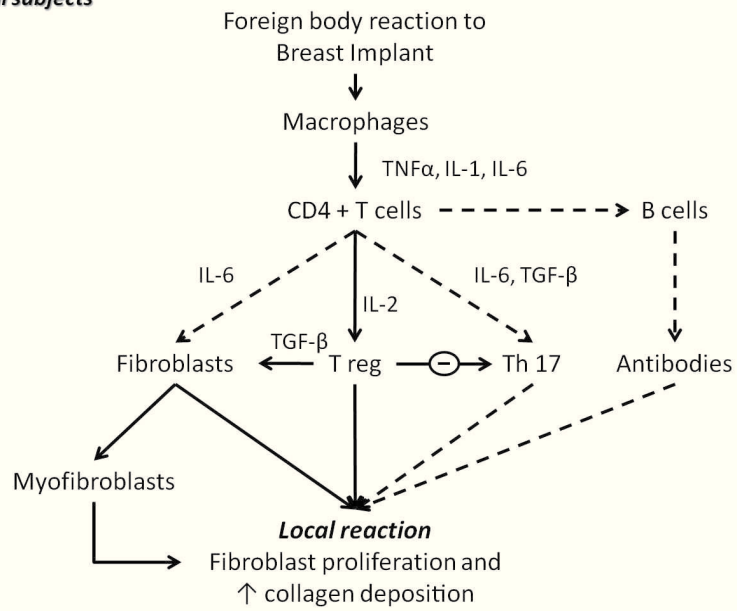 subjects
Foreign body reaction to
Breast Implant
Macrophages
TNFα, IL-1, IL-6
CD4 + T cells
B cells
IL-6
IL-6, TGF-β
IL-2
TGF-β
Fibroblasts
T reg
−
Th 17
Antibodies
Myofibroblasts
Local reaction
Fibroblast proliferation and
↑ collagen deposition